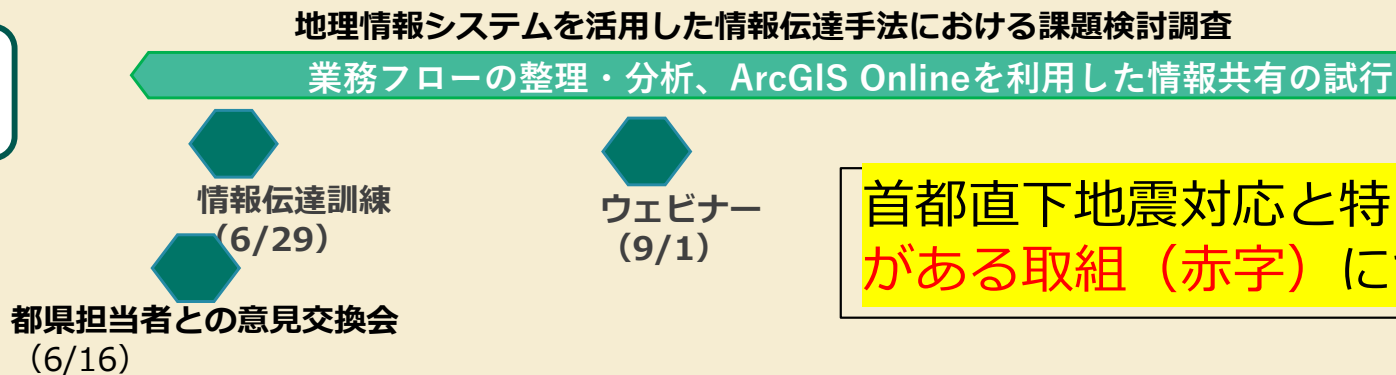 地理情報システムを活用した情報伝達手法における課題検討調査
業務フローの整理・分析、ArcGIS Onlineを利用した情報共有の試行
情報伝達訓練
（6/29）
ウェビナー
（9/1）
首都直下地震対応と特
がある取組（赤字）に
都県担当者との意見交換会
（6/16）